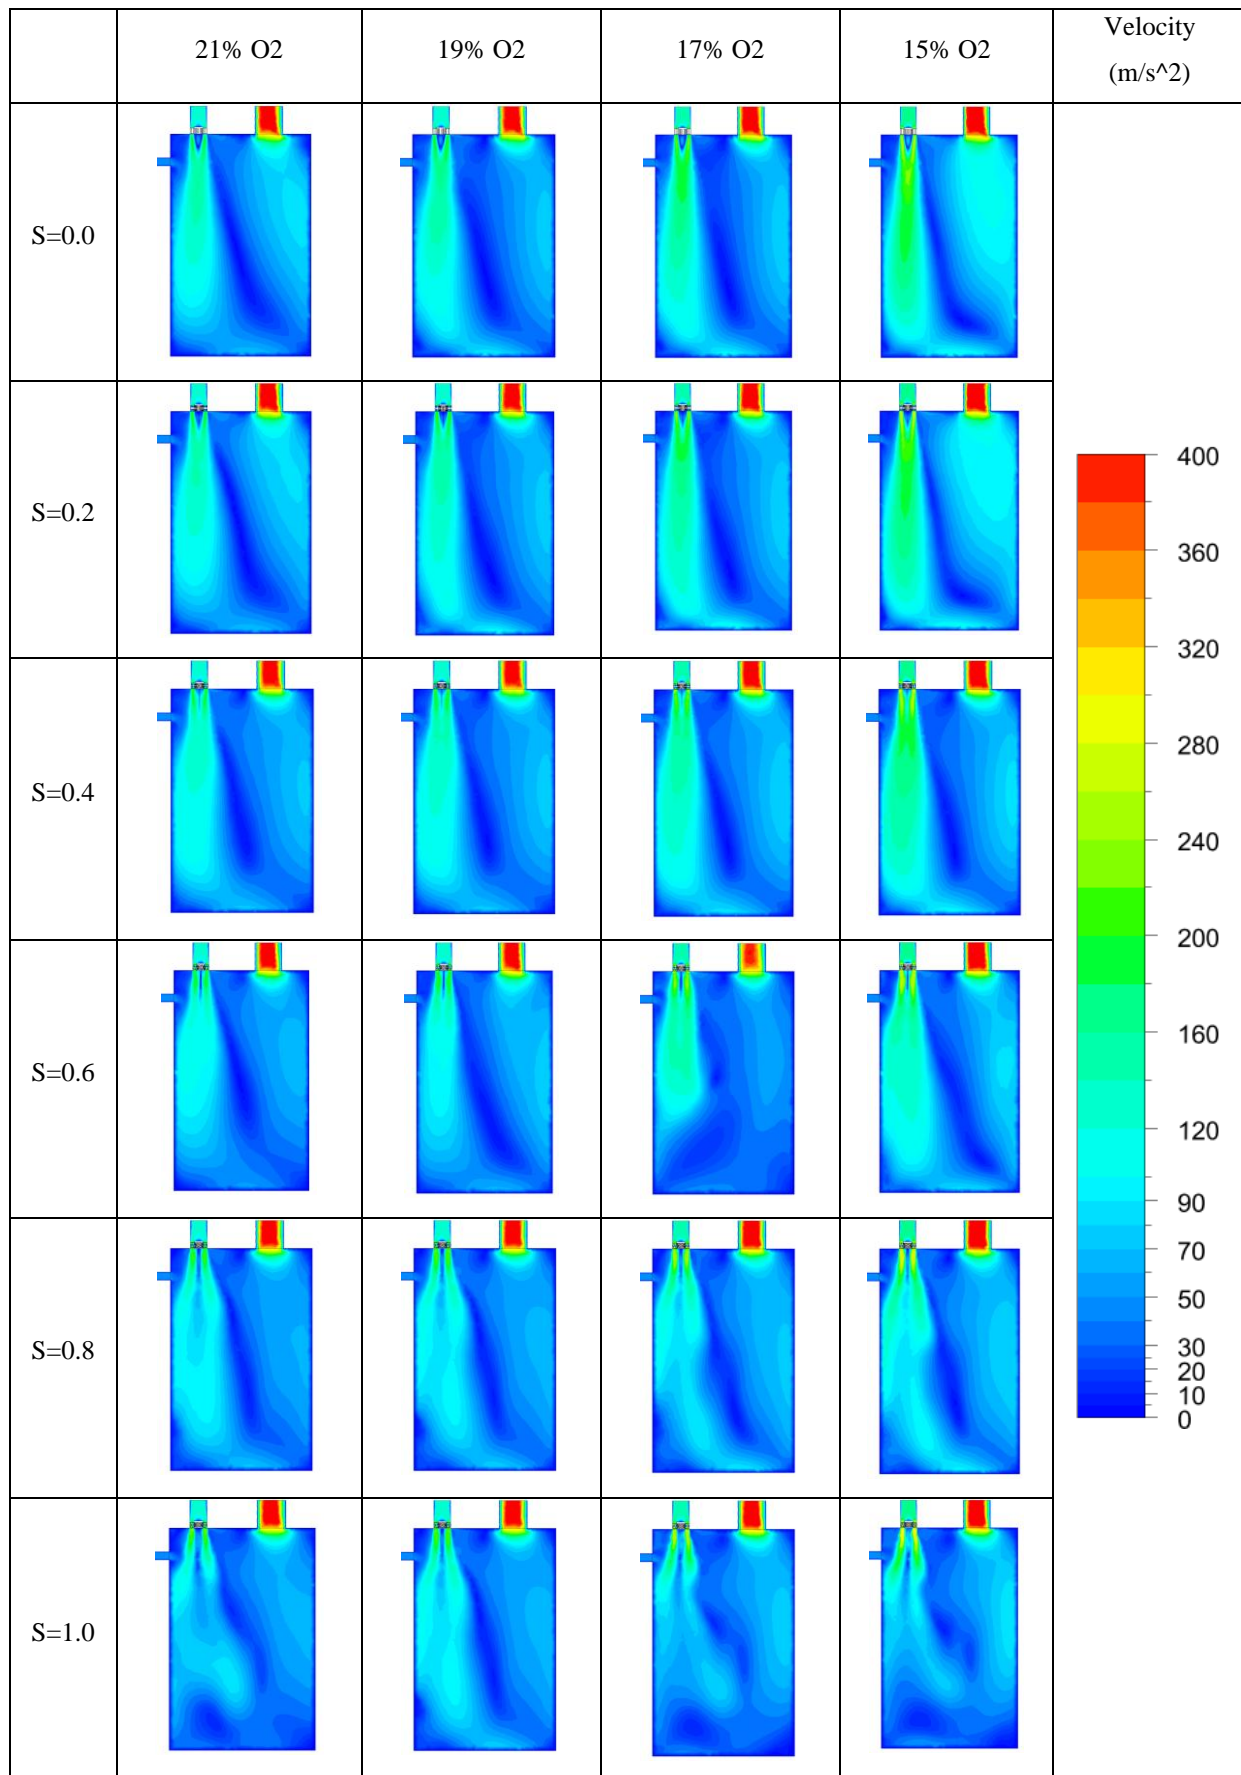 21% O2
19% O2
17% O2
15% O2
Velocity
(m/s^2)
S=0.0
S=0.2
S=0.4
S=0.6
S=0.8
S=1.0
400
360
320
280
240
200
160
120
90
70
50
30
20
10
0